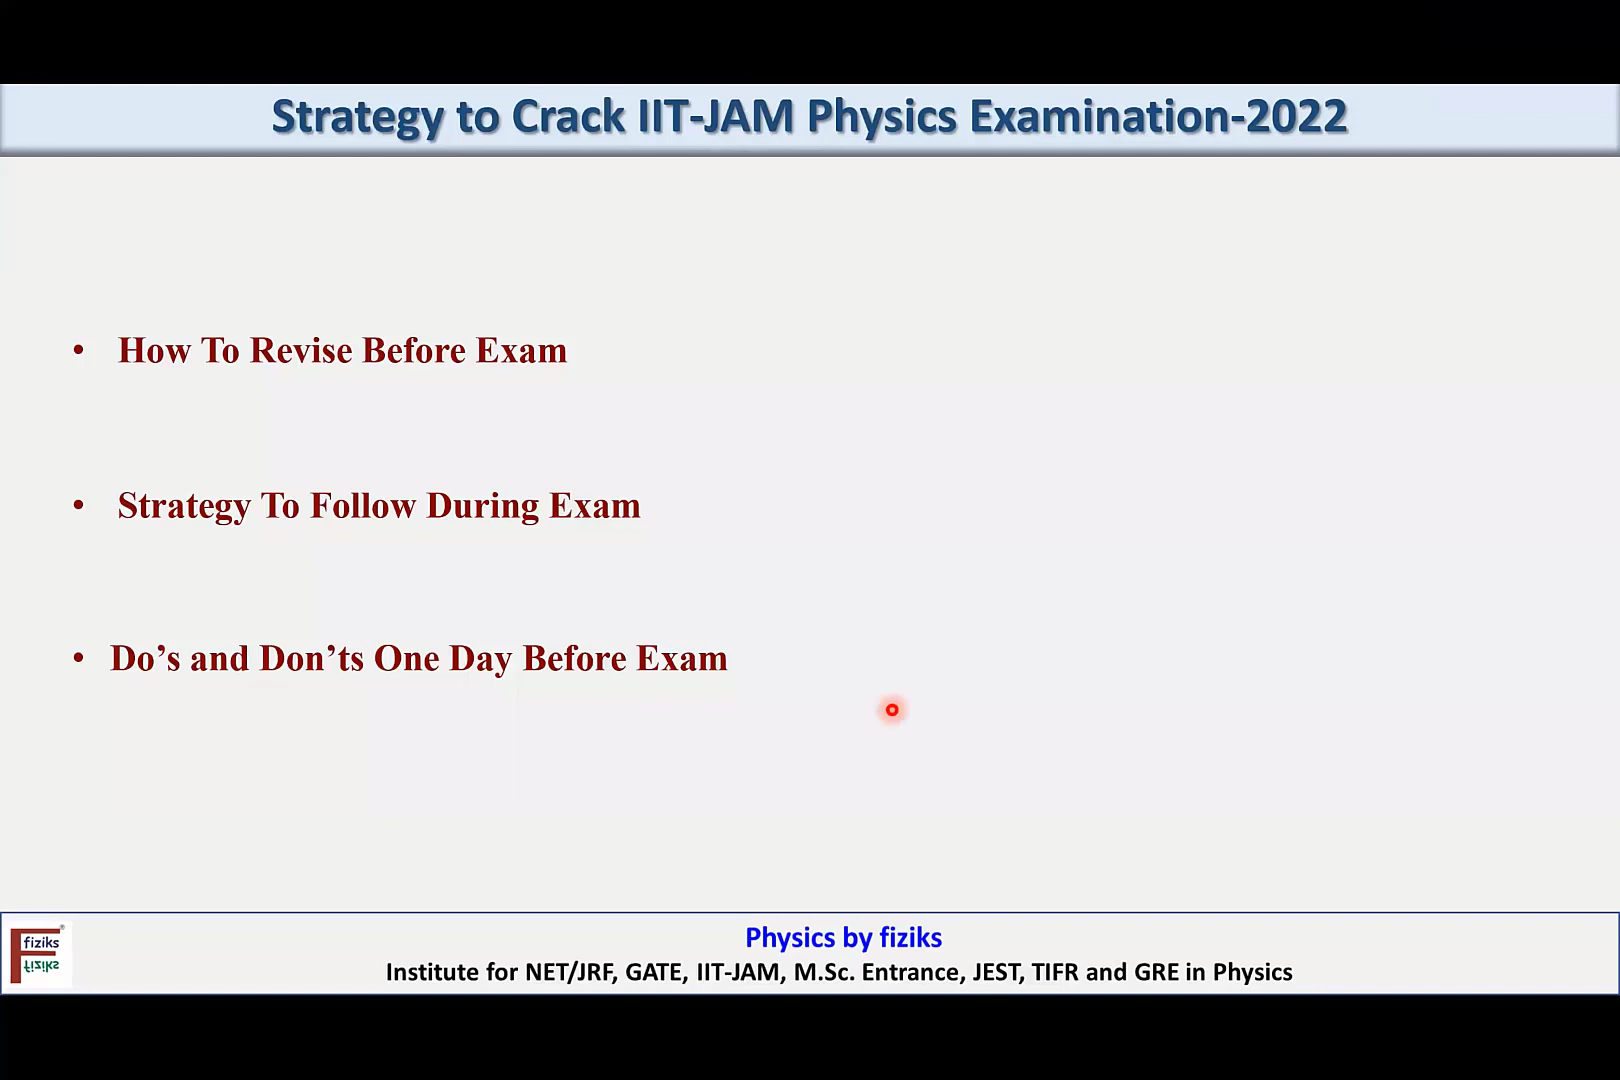 Strategy to Crack IIT-JAM Physics Examination-2022
• How To Revise Before Exam
• Strategy To Follow During Exam
• Do’s and Don’ts One Day Before Exam
fiziks
fiziks
®
Physics by fiziks
Institute for NET/JRF, GATE, IIT-JAM, M.Sc. Entrance, JEST, TIFR and GRE in Physics